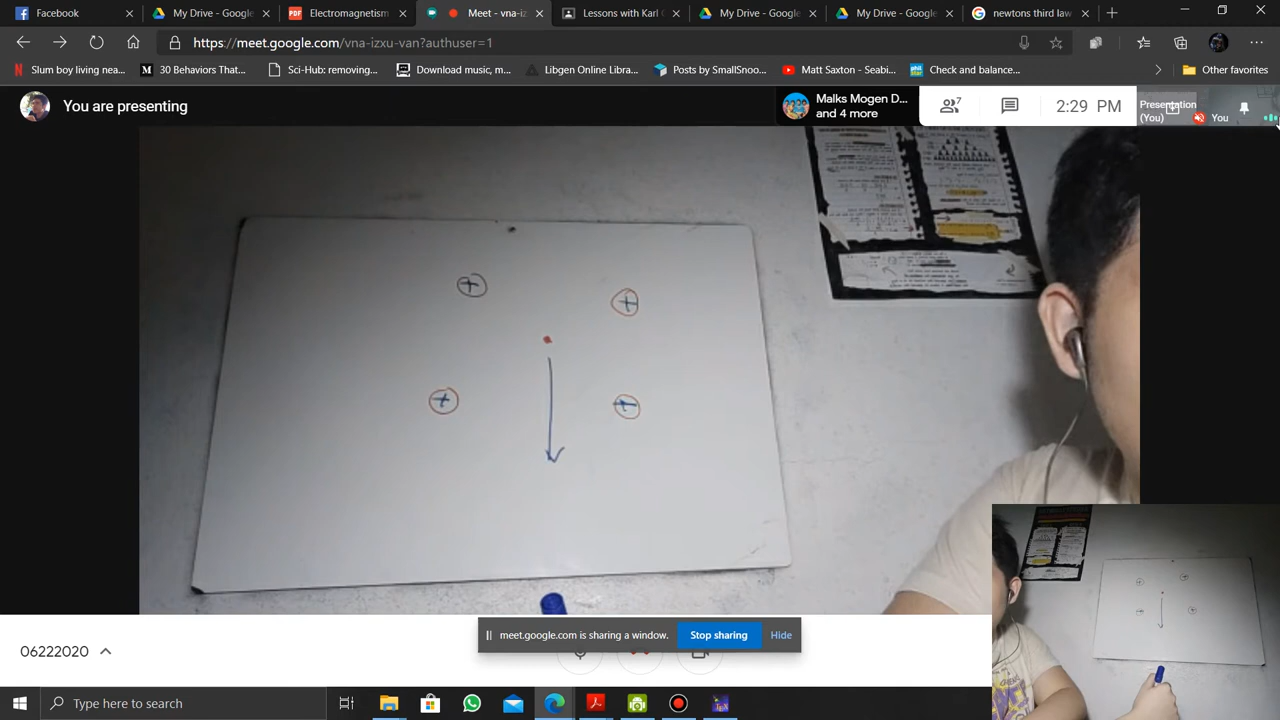 Facebook
My Drive - Google
Electromagnetism
Meet - vna-iz
Lessons with Karl C
My Drive - Google
My Drive - Google
newtons third law
https://meet.google.com/vna-izxu-van?authuser=1
Slum boy living nea...
30 Behaviors That...
Sci-Hub: removing...
Download music, m...
Libgen Online Libra...
Posts by SmallSnoo...
Matt Saxton - Seabi...
Check and balance...
Other favorites
You are presenting
Malks Mogen D...
and 4 more
7
2:29 PM
Presentation
(You)
You
+
+
+
+
meet.google.com is sharing a window.
Stop sharing
Hide
06222020
Type here to search